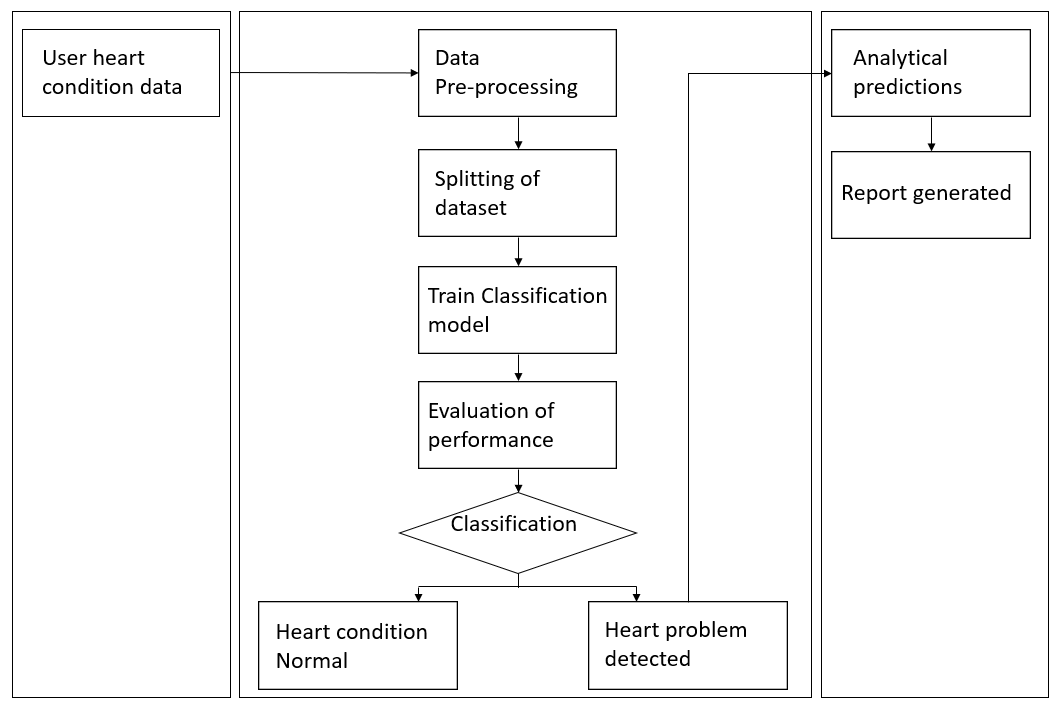 User heart
condition data
Data
Pre-processing
Splitting of
dataset
Train Classification
model
Evaluation of
performance
Classification
Heart condition
Normal
Heart problem
detected
Analytical
predictions
Report generated